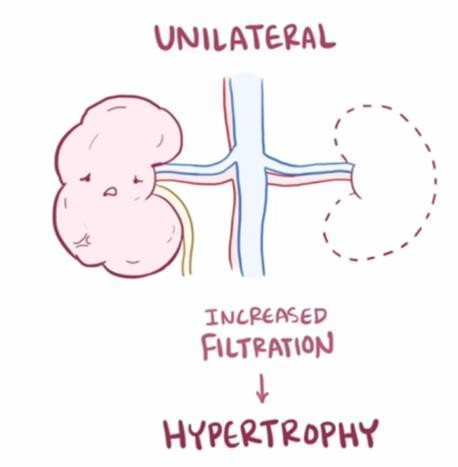 UNILATERAL
INCREASED
FILTRATION
↓
HYPERTROPHY